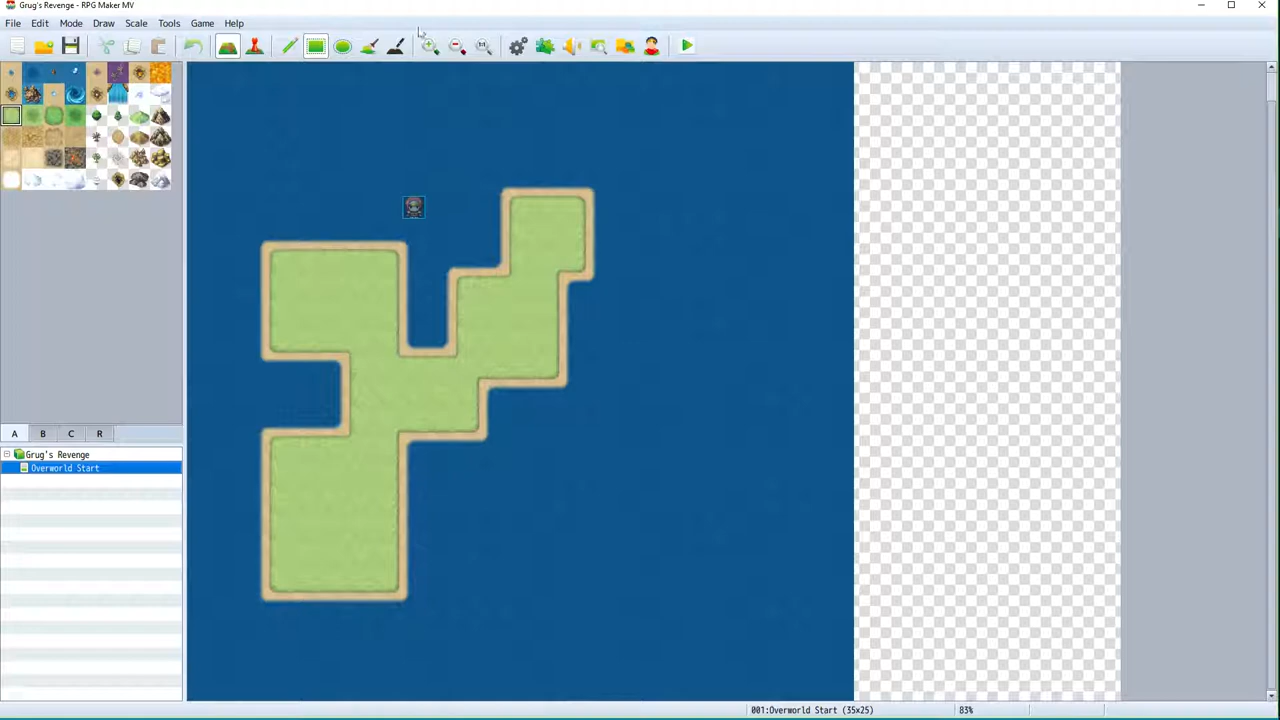 Grug's Revenge - RPG Maker MV
File Edit Mode Draw Scale Tools Game Help
A B C R
Grug's Revenge
Overworld Start
001:Overworld Start (35x25) 83%